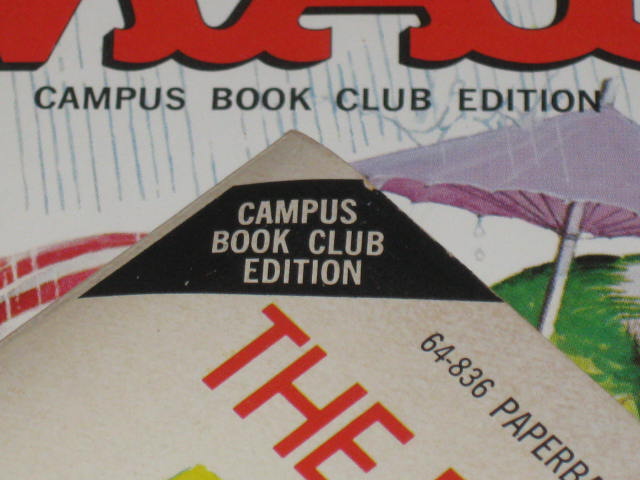 CAMPUS BOOK CLUB EDITION
CAMPUS
BOOK CLUB
EDITION
THE
64-836